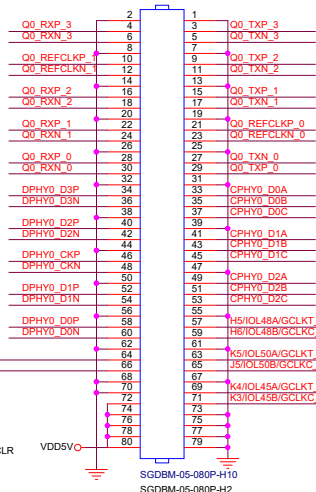 2 1
Q0_RXP_3 4 3 Q0_TXP_3
Q0_RXN_3 6 5 Q0_TXN_3
8 7
Q0_REFCLKP_1 10 9 Q0_TXP_2
Q0_REFCLKN_1 12 11 Q0_TXN_2
14 13
Q0_RXP_2 16 15 Q0_TXP_1
Q0_RXN_2 18 17 Q0_TXN_1
20 19
Q0_RXP_1 22 21 Q0_REFCLKP_0
Q0_RXN_1 24 23 Q0_REFCLKN_0
26 25
Q0_RXP_0 28 27 Q0_TXN_0
Q0_RXN_0 30 29 Q0_TXP_0
32 31
DPHY0_D3P 34 33 CPHY0_D0A
DPHY0_D3N 36 35 CPHY0_D0B
38 37 CPHY0_D0C
DPHY0_D2P 40 39
DPHY0_D2N 42 41 CPHY0_D1A
44 43 CPHY0_D1B
DPHY0_CKP 46 45 CPHY0_D1C
DPHY0_CKN 48 47
50 49 CPHY0_D2A
DPHY0_D1P 52 51 CPHY0_D2B
DPHY0_D1N 54 53 CPHY0_D2C
56 55
DPHY0_D0P 58 57 H5/IOL48A/GCLKT
DPHY0_D0N 60 59 H6/IOL48B/GCLKC
62 61
64 63 K5/IOL50A/GCLKT
66 65 J5/IOL50B/GCLKC
68 67
70 69 K4/IOL45A/GCLKT
72 71 K3/IOL45B/GCLKC
74 73
76 75
78 77
CLR VDD5V 80 79
SGDBM-05-080P-H10
SGDBM-05-080P-H2